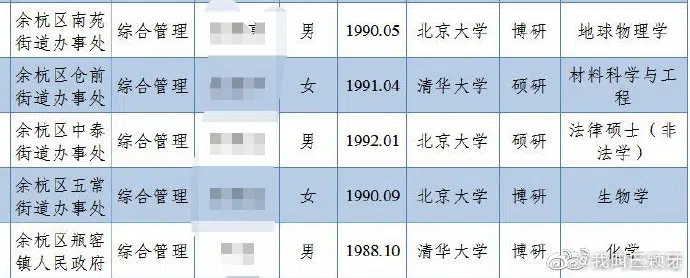 余杭区南苑街道办事处 综合管理 男 1990.05 北京大学 博研 地球物理学
余杭区仓前街道办事处 综合管理 女 1991.04 清华大学 硕研 材料科学与工程
余杭区中泰街道办事处 综合管理 男 1992.01 北京大学 硕研 法律硕士（非法学）
余杭区五常街道办事处 综合管理 女 1990.09 北京大学 博研 生物学
余杭区瓶窑镇人民政府 综合管理 男 1988.10 清华大学 博研 化学
@我叫三颗牙